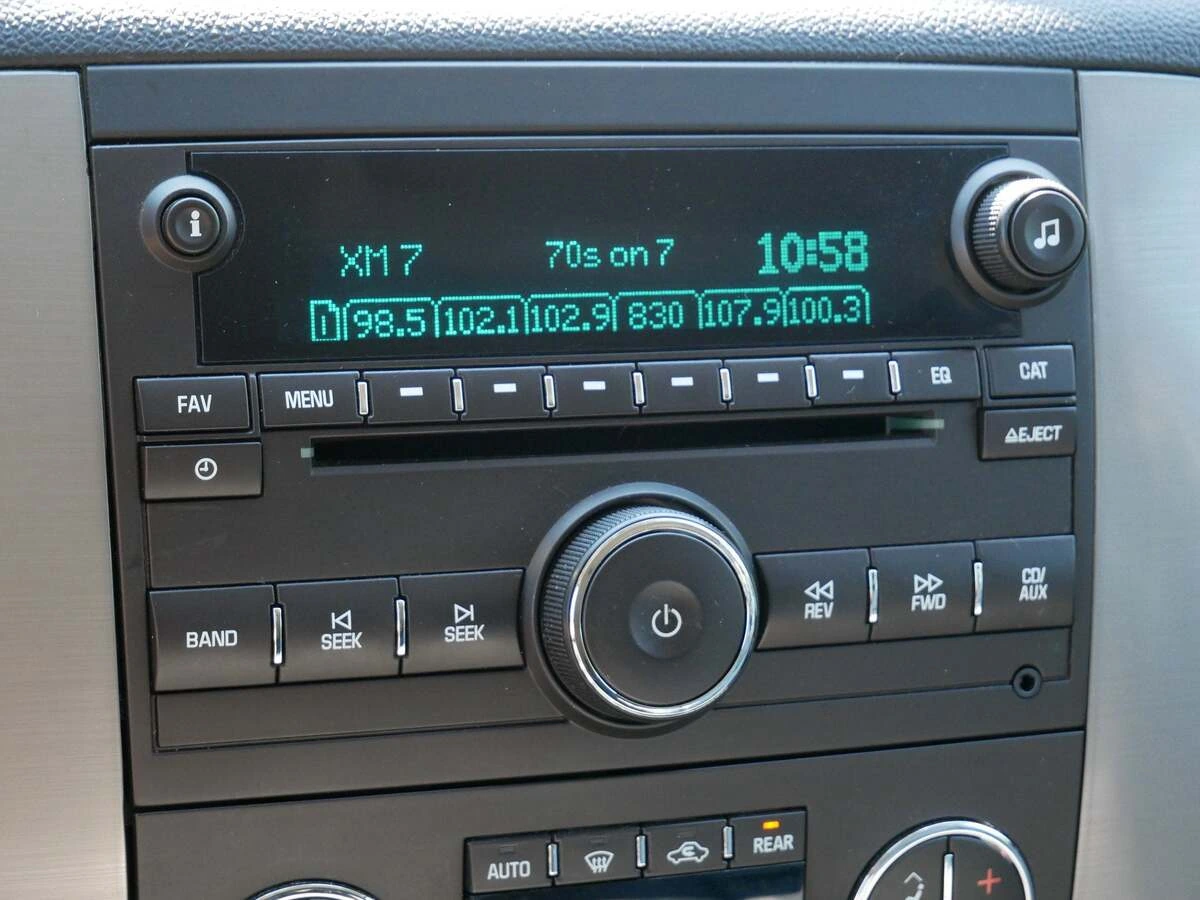 i
XM 7 70s on 7 10:58
1 98.5 102.1 102.9 830 107.9 100.3
FAV MENU EQ CAT
EJECT
BAND SEEK SEEK REV FWD CD/
AUX
AUTO REAR